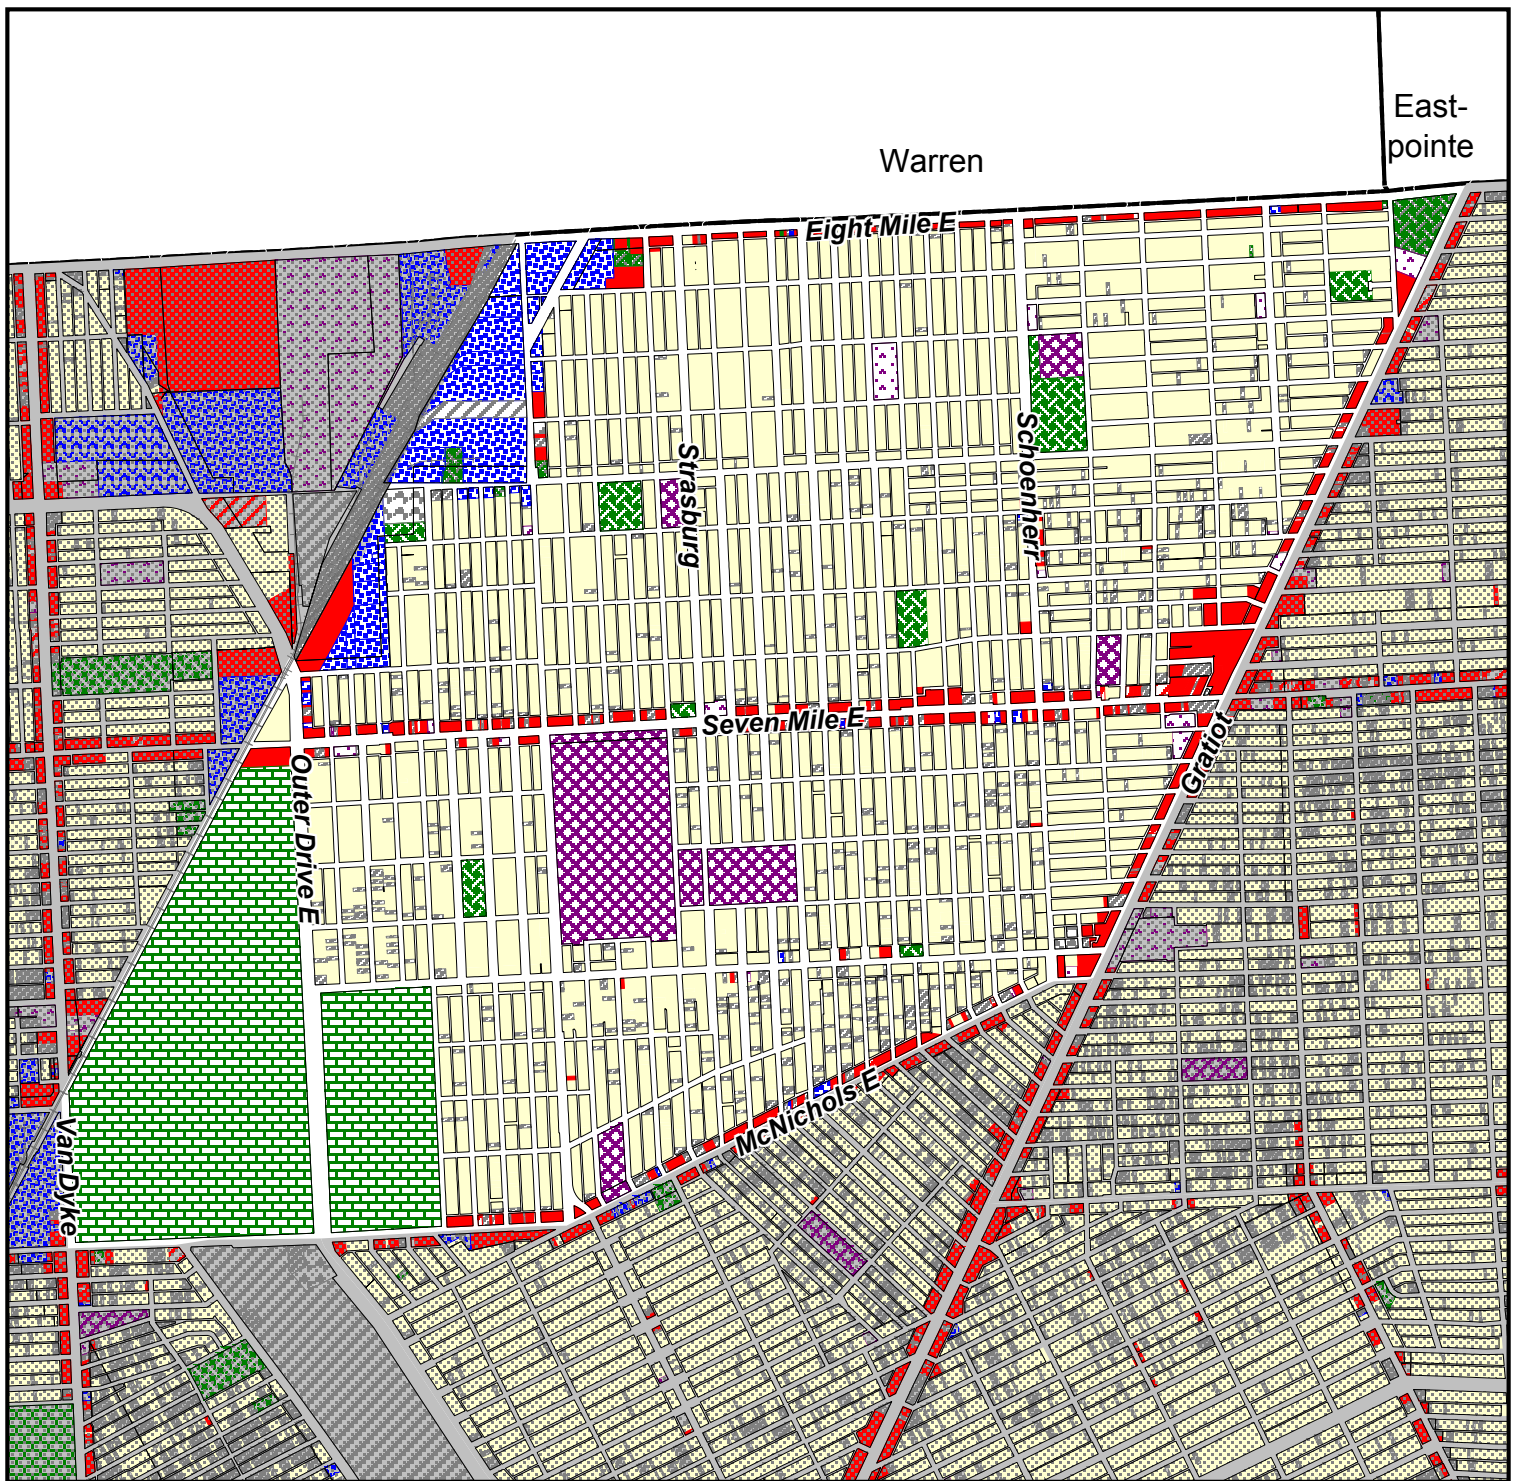 East-
pointe
Warren
Eight Mile E
Strasburg
Schoenherr
Seven Mile E
Gratiot
Outer Drive E
McNichols E
Van Dyke